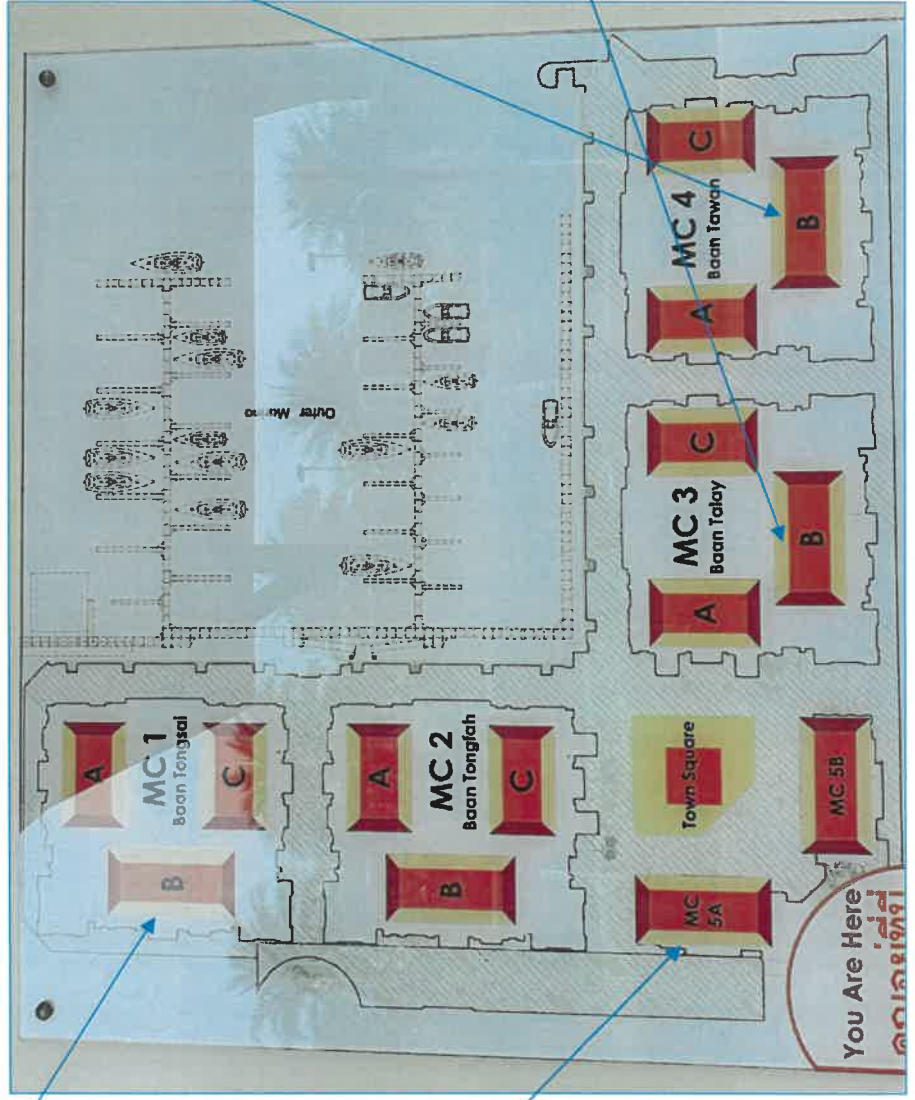 A
MC 1
Baan Tongsai
C
B
A
MC 2
Baan Tongfah
C
B
Outer Marina
MC 5A
Town Square
MC 5B
A
MC 3
Baan Talay
C
B
A
MC 4
Baan Tawan
C
B
You Are Here